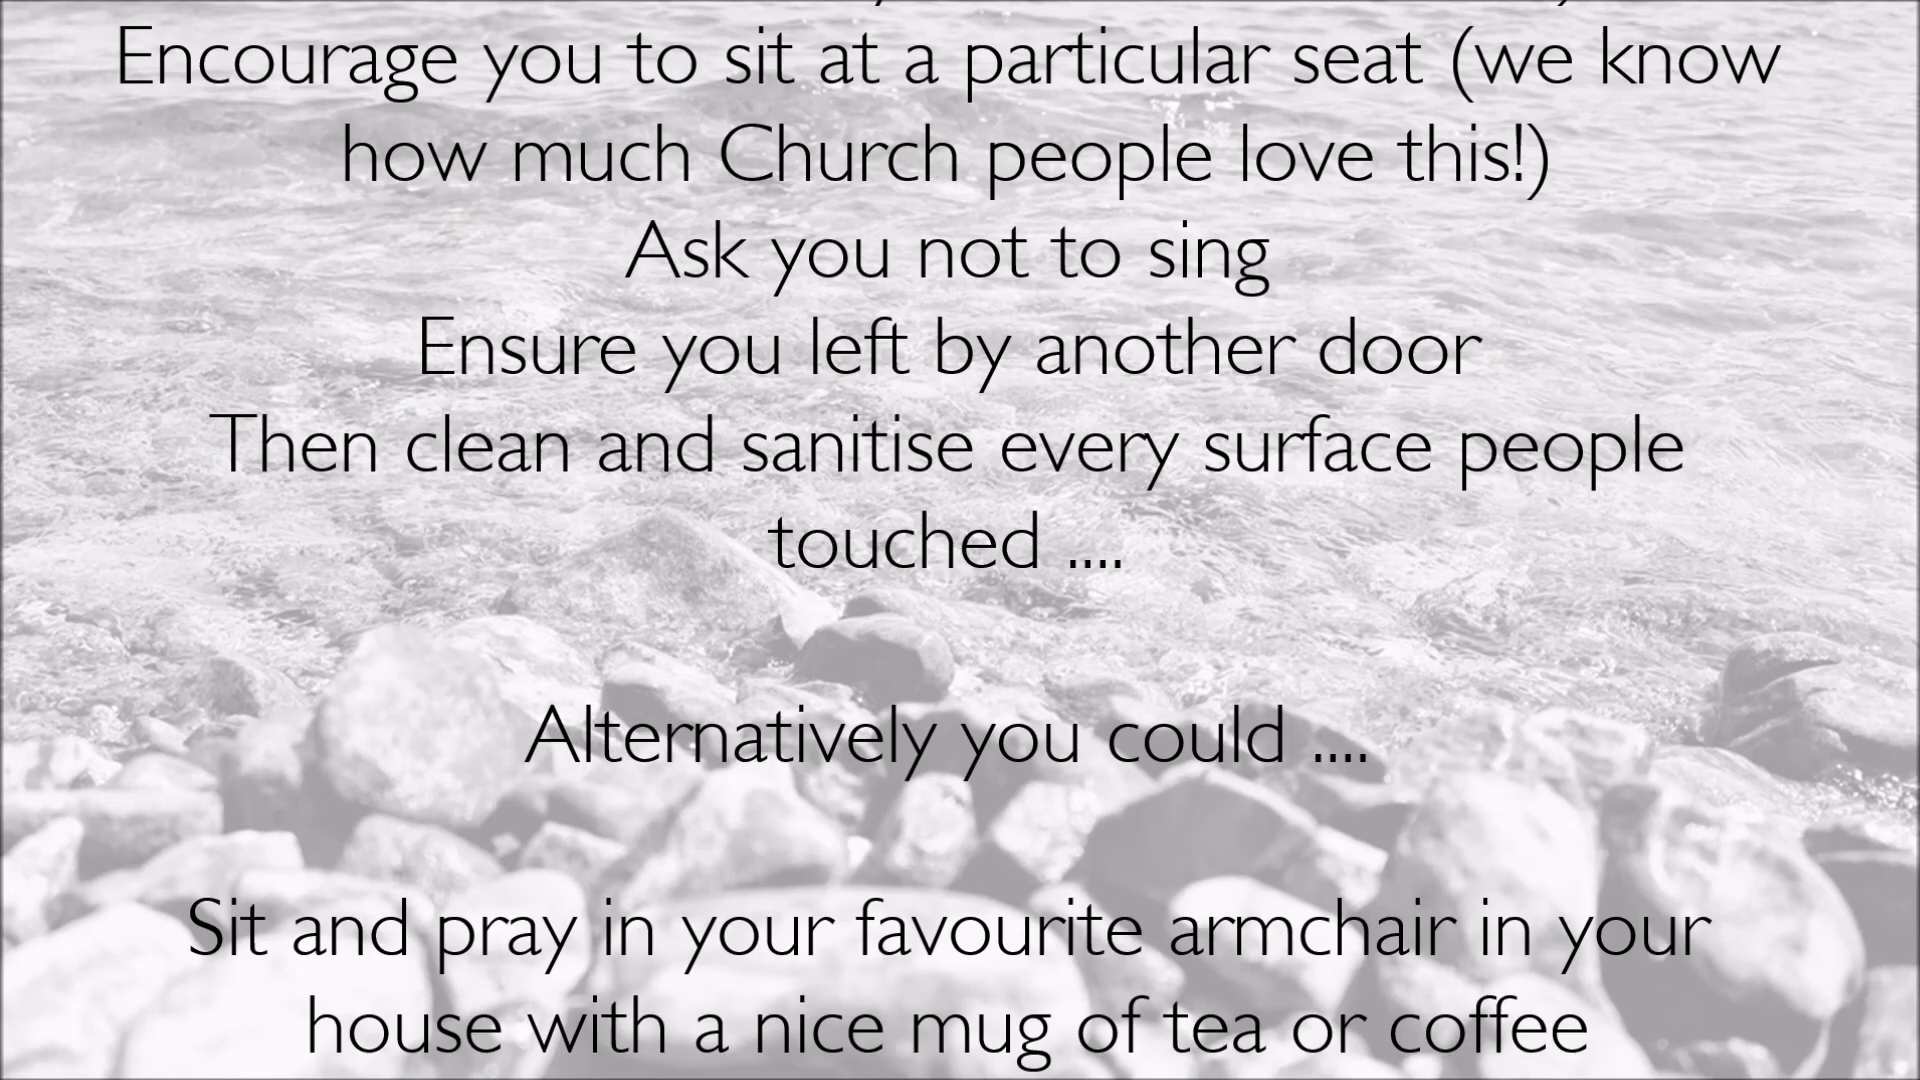 Encourage you to sit at a particular seat (we know
how much Church people love this!)
Ask you not to sing
Ensure you left by another door
Then clean and sanitise every surface people
touched ....
Alternatively you could ....
Sit and pray in your favourite armchair in your
house with a nice mug of tea or coffee